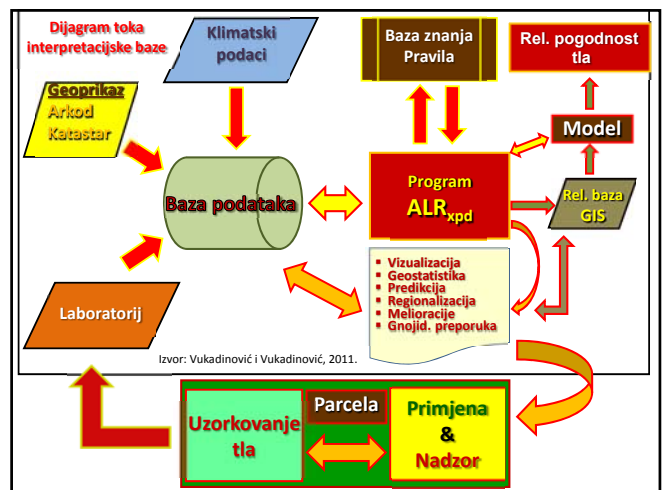 Dijagram toka
interpretacijske baze
Klimatski
podaci
Baza znanja
Pravila
Rel. pogodnost
tla
Geoprikaz
Arkod
Katastar
Model
Baza podataka
Program
ALRxpd
Rel. baza
GIS
▪ Vizualizacija
▪ Geostatistika
▪ Predikcija
▪ Regionalizacija
▪ Melioracije
▪ Gnojid. preporuka
Laboratorij
Izvor: Vukadinović i Vukadinović, 2011.
Uzorkovanje
tla
Parcela
Primjena
&
Nadzor